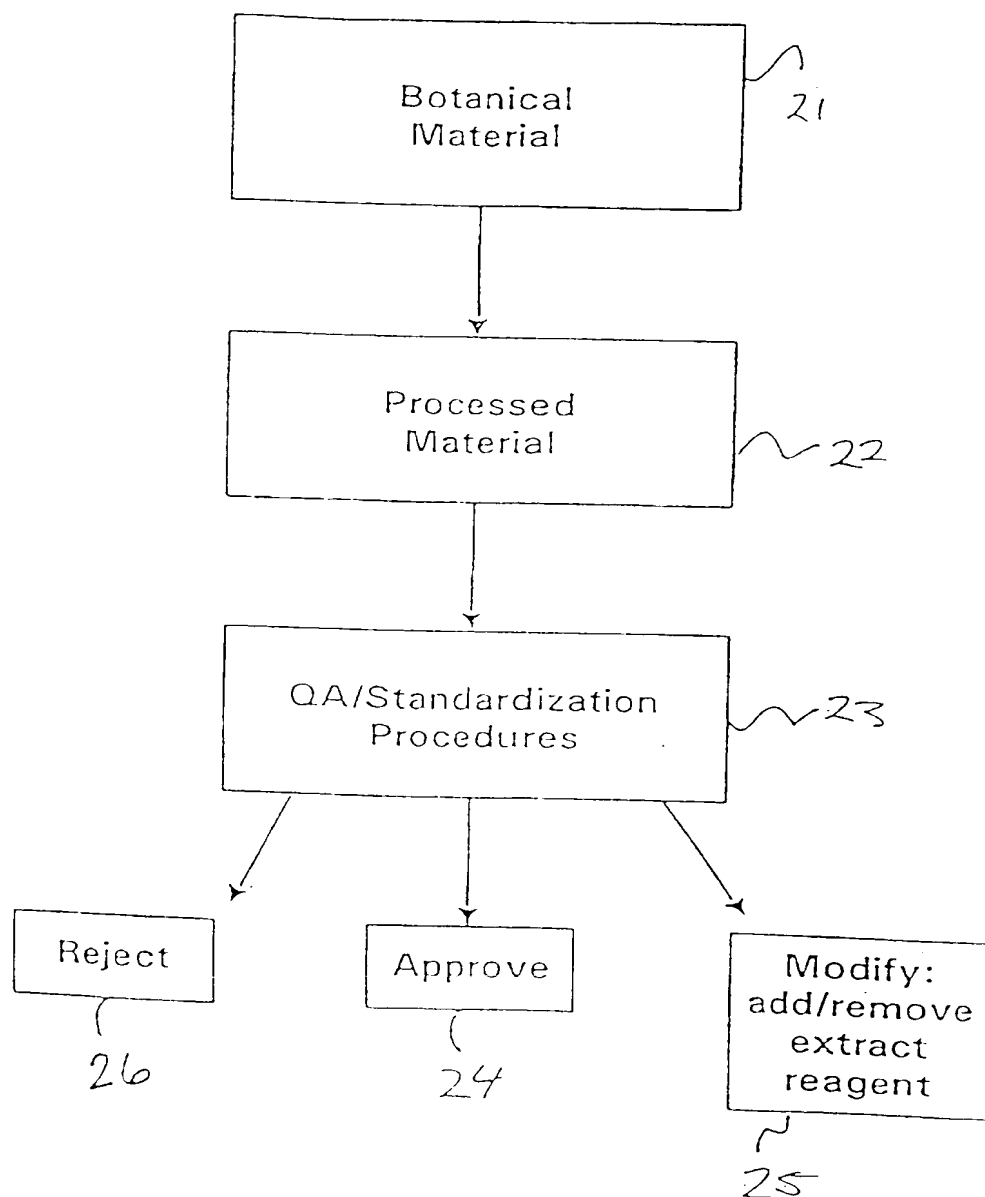 Botanical
Material
21
Processed
Material
22
QA/Standardization
Procedures
23
Reject
Approve
Modify:
add/remove
extract
reagent
26
24
25